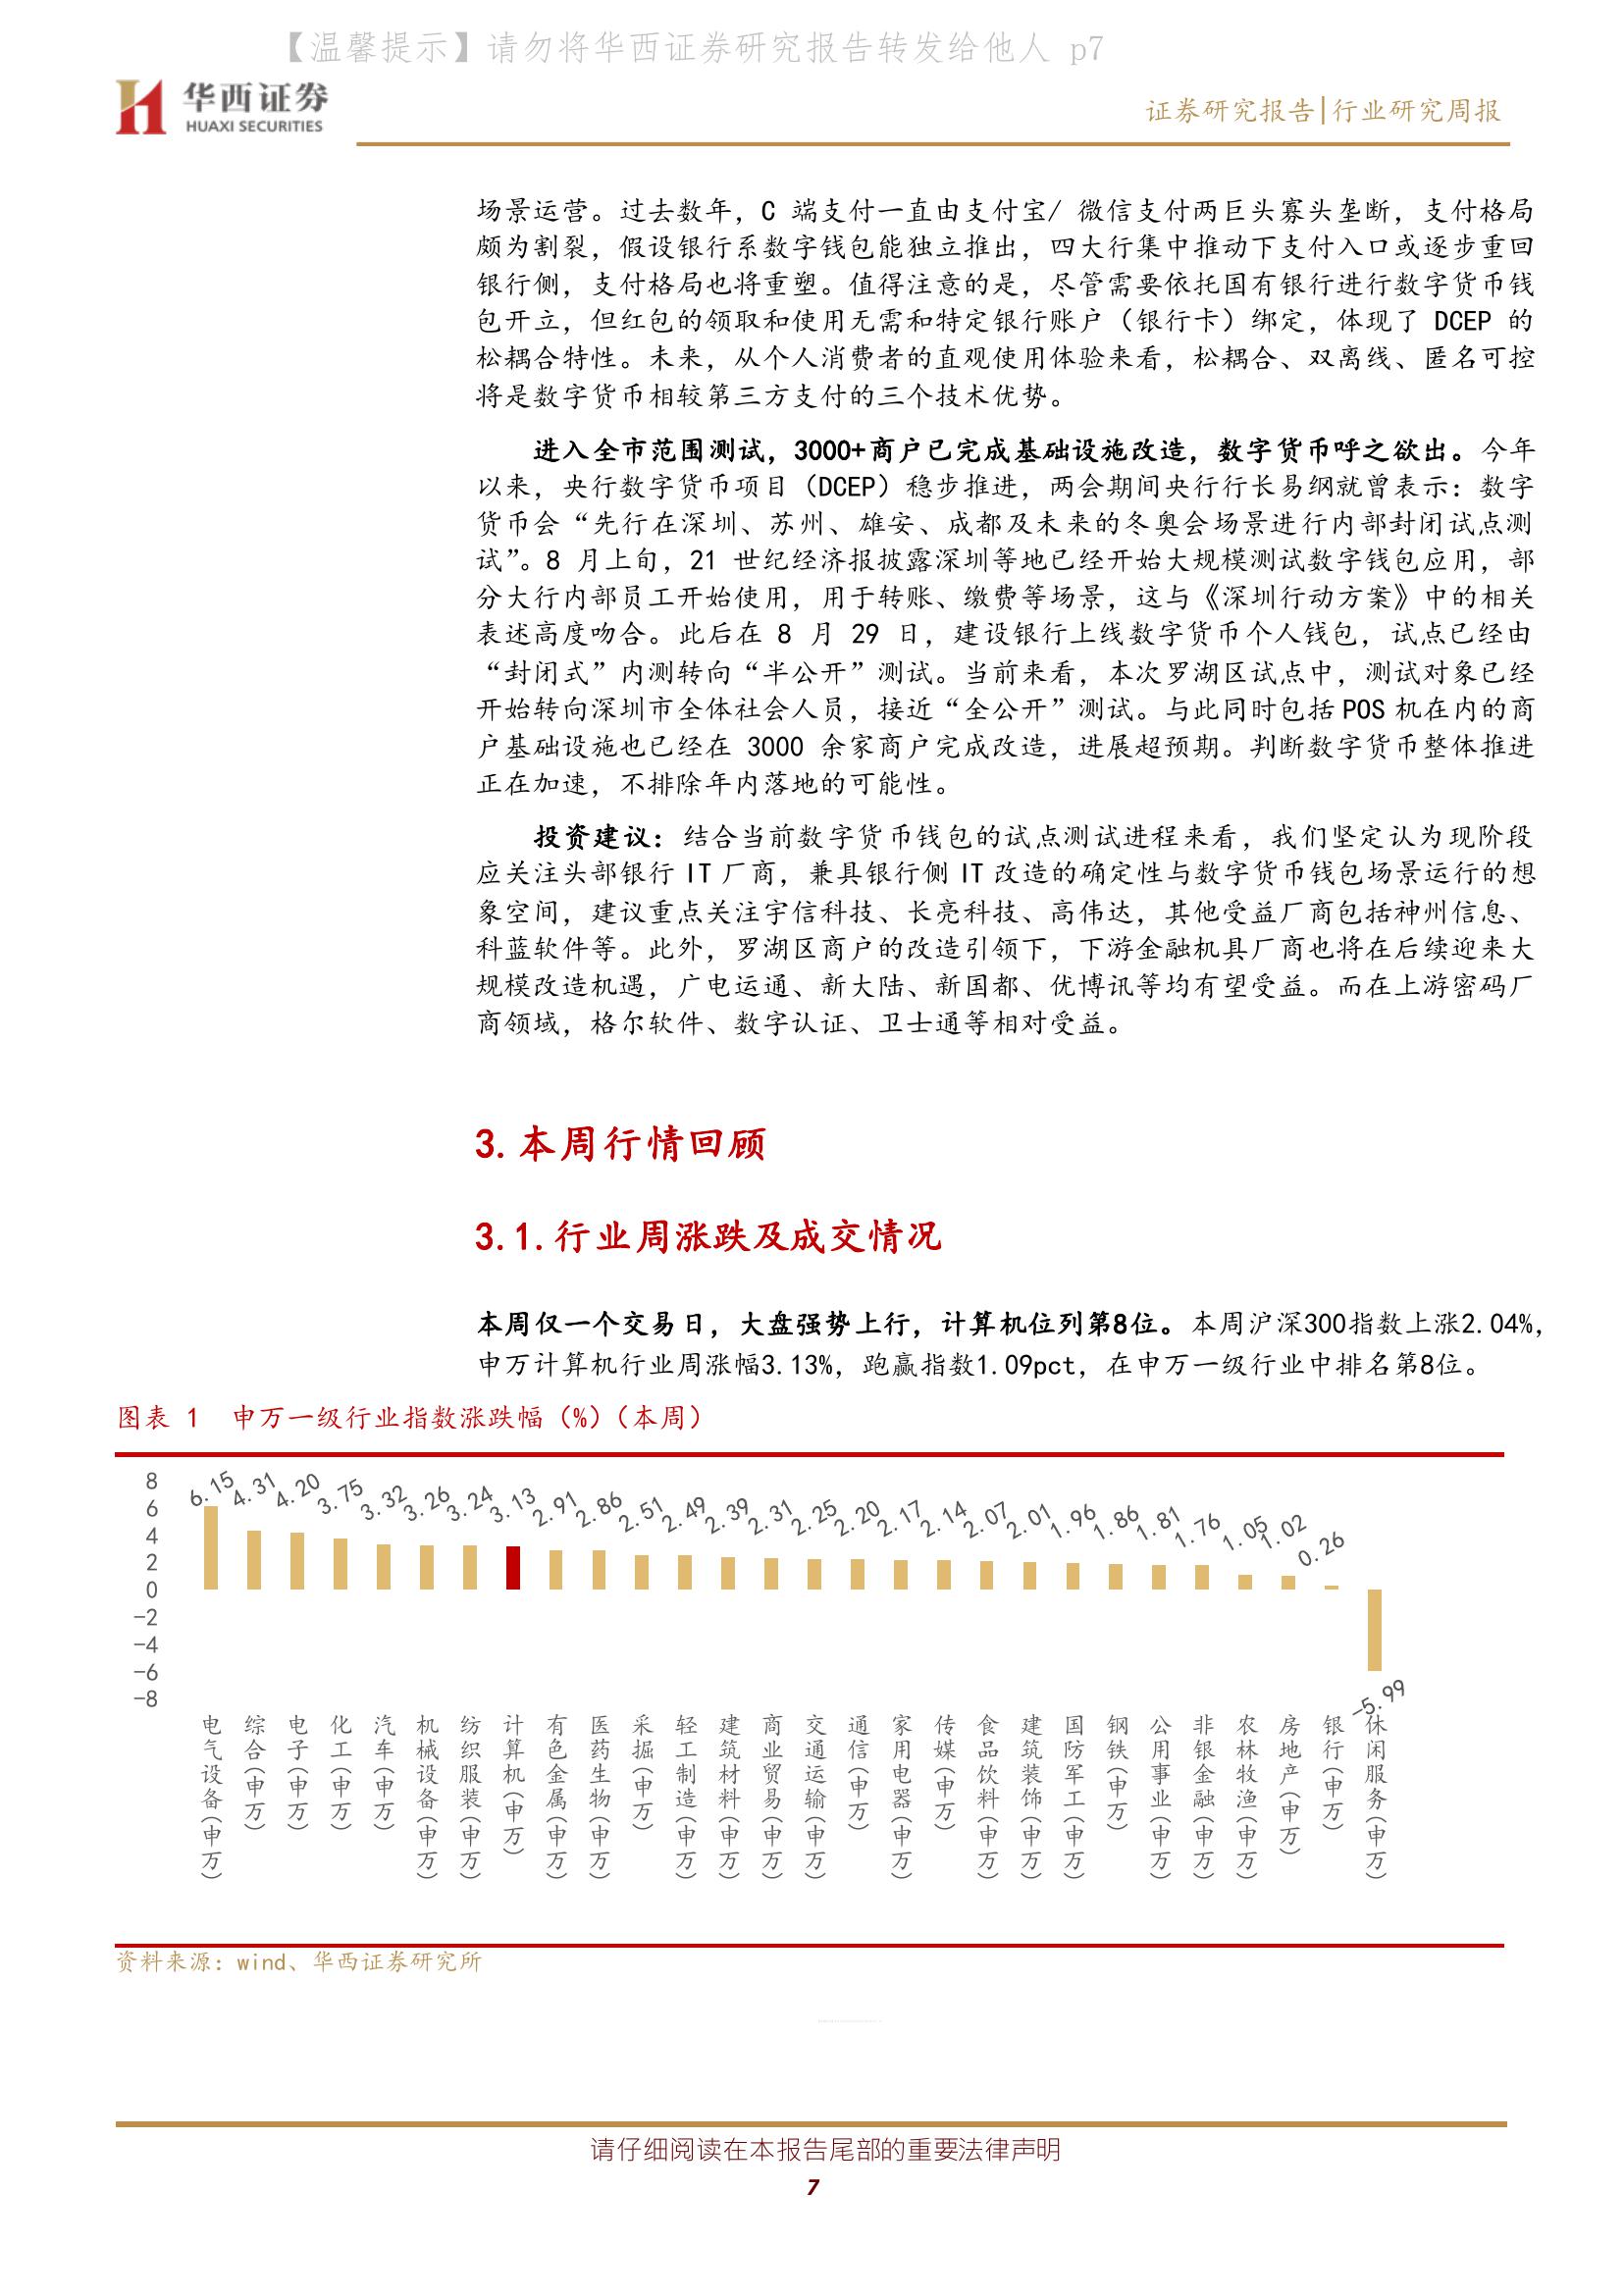 【温馨提示】请勿将华西证券研究报告转发给他人 p7
华西证券
HUAXI SECURITIES
证券研究报告|行业研究周报
场景运营。过去数年，C 端支付一直由支付宝/ 微信支付两巨头寡头垄断，支付格局
颇为割裂，假设银行系数字钱包能独立推出，四大行集中推动下支付入口或逐步重回
银行侧，支付格局也将重塑。值得注意的是，尽管需要依托国有银行进行数字货币钱
包开立，但红包的领取和使用无需和特定银行账户（银行卡）绑定，体现了 DCEP 的
松耦合特性。未来，从个人消费者的直观使用体验来看，松耦合、双离线、匿名可控
将是数字货币相较第三方支付的三个技术优势。
进入全市范围测试，3000+商户已完成基础设施改造，数字货币呼之欲出。今年
以来，央行数字货币项目（DCEP）稳步推进，两会期间央行行长易纲就曾表示：数字
货币会“先行在深圳、苏州、雄安、成都及未来的冬奥会场景进行内部封闭试点测
试”。8 月上旬，21 世纪经济报披露深圳等地已经开始大规模测试数字钱包应用，部
分大行内部员工开始使用，用于转账、缴费等场景，这与《深圳行动方案》中的相关
表述高度吻合。此后在 8 月 29 日，建设银行上线数字货币个人钱包，试点已经由
“封闭式”内测转向“半公开”测试。当前来看，本次罗湖区试点中，测试对象已经
开始转向深圳市全体社会人员，接近“全公开”测试。与此同时包括 POS 机在内的商
户基础设施也已经在 3000 余家商户完成改造，进展超预期。判断数字货币整体推进
正在加速，不排除年内落地的可能性。
投资建议：结合当前数字货币钱包的试点测试进程来看，我们坚定认为现阶段
应关注头部银行 IT 厂商，兼具银行侧 IT 改造的确定性与数字货币钱包场景运行的想
象空间，建议重点关注宇信科技、长亮科技、高伟达，其他受益厂商包括神州信息、
科蓝软件等。此外，罗湖区商户的改造引领下，下游金融机具厂商也将在后续迎来大
规模改造机遇，广电运通、新大陆、新国都、优博讯等均有望受益。而在上游密码厂
商领域，格尔软件、数字认证、卫士通等相对受益。
3.本周行情回顾
3.1.行业周涨跌及成交情况
本周仅一个交易日，大盘强势上行，计算机位列第8位。本周沪深300指数上涨2.04%，
申万计算机行业周涨幅3.13%，跑赢指数1.09pct，在申万一级行业中排名第8位。
图表 1 申万一级行业指数涨跌幅（%）（本周）
8
6
4
2
0
-2
-4
-6
-8
6.15
4.31
4.20
3.75
3.32
3.26
3.24
3.13
2.91
2.86
2.51
2.49
2.39
2.31
2.25
2.20
2.17
2.14
2.07
2.01
1.96
1.86
1.81
1.76
1.05
1.02
0.26
-5.99
电气设备(申万)
综合(申万)
电子(申万)
化工(申万)
汽车(申万)
机械设备(申万)
纺织服装(申万)
计算机(申万)
有色金属(申万)
医药生物(申万)
采掘(申万)
轻工制造(申万)
建筑材料(申万)
商业贸易(申万)
交通运输(申万)
通信(申万)
家用电器(申万)
传媒(申万)
食品饮料(申万)
建筑装饰(申万)
国防军工(申万)
钢铁(申万)
公用事业(申万)
非银金融(申万)
农林牧渔(申万)
房地产(申万)
银行(申万)
休闲服务(申万)
资料来源：wind、华西证券研究所
请仔细阅读在本报告尾部的重要法律声明
7